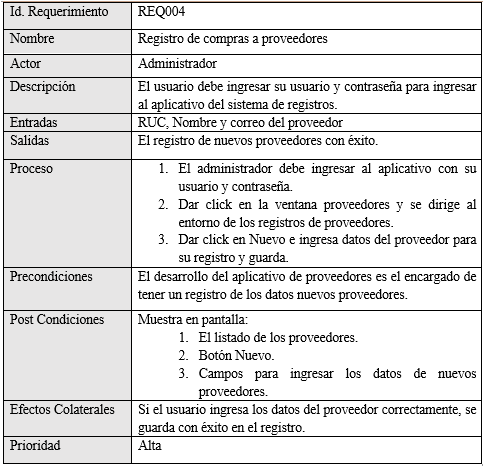 Id. Requerimiento REQ004
Nombre Registro de compras a proveedores
Actor Administrador
Descripción El usuario debe ingresar su usuario y contraseña para ingresar
al aplicativo del sistema de registros.
Entradas RUC, Nombre y correo del proveedor
Salidas El registro de nuevos proveedores con éxito.
Proceso 1. El administrador debe ingresar al aplicativo con su
usuario y contraseña.
2. Dar click en la ventana proveedores y se dirige al
entorno de los registros de proveedores.
3. Dar click en Nuevo e ingresa datos del proveedor para
su registro y guarda.
Precondiciones El desarrollo del aplicativo de proveedores es el encargado de
tener un registro de los datos nuevos proveedores.
Post Condiciones Muestra en pantalla:
1. El listado de los proveedores.
2. Botón Nuevo.
3. Campos para ingresar los datos de nuevos
proveedores.
Efectos Colaterales Si el usuario ingresa los datos del proveedor correctamente, se
guarda con éxito en el registro.
Prioridad Alta